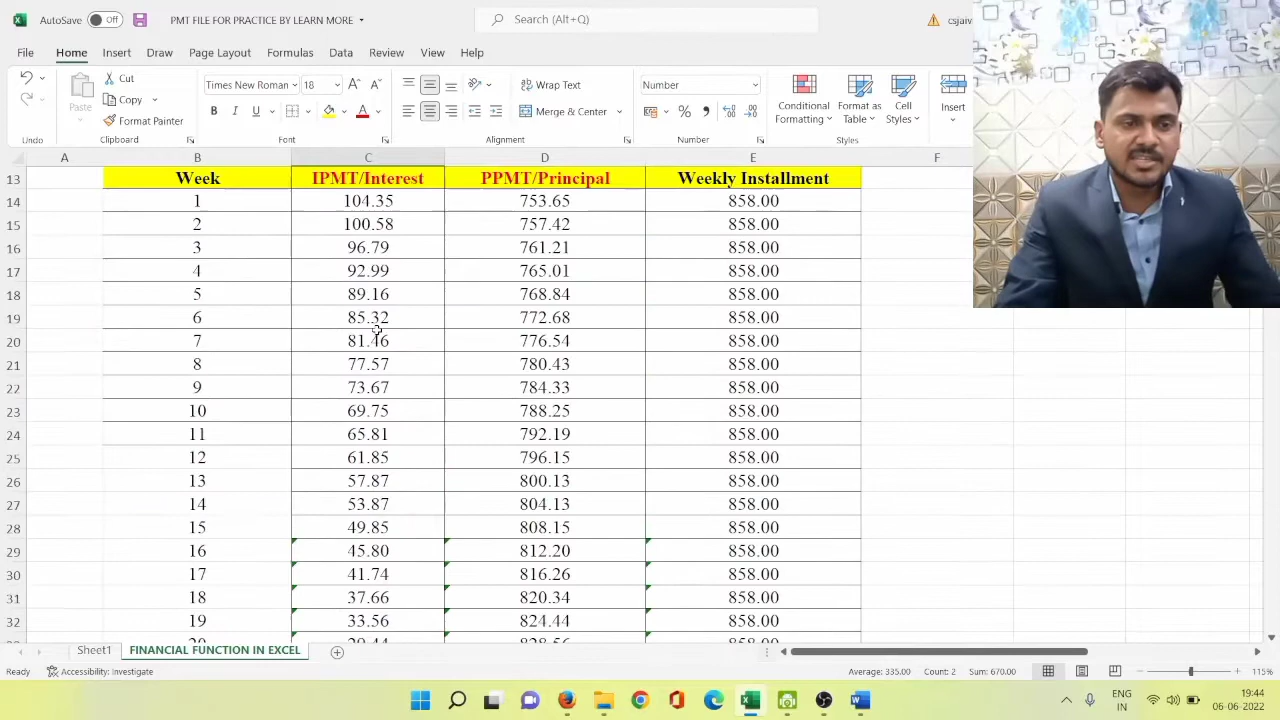 AutoSave Off PMT FILE FOR PRACTICE BY LEARN MORE Search (Alt+Q) csjaiv
File Home Insert Draw Page Layout Formulas Data Review View Help
Cut Times New Roman Wrap Text Number
Paste Copy Merge & Center Conditional Format as Cell Insert
Format Painter Formatting Table Styles
Undo Clipboard Font Alignment Number Styles
A B C D E F
13 Week IPMT/Interest PPMT/Principal Weekly Installment
14 1 104.35 753.65 858.00
15 2 100.58 757.42 858.00
16 3 96.79 761.21 858.00
17 4 92.99 765.01 858.00
18 5 89.16 768.84 858.00
19 6 85.32 772.68 858.00
20 7 81.46 776.54 858.00
21 8 77.57 780.43 858.00
22 9 73.67 784.33 858.00
23 10 69.75 788.25 858.00
24 11 65.81 792.19 858.00
25 12 61.85 796.15 858.00
26 13 57.87 800.13 858.00
27 14 53.87 804.13 858.00
28 15 49.85 808.15 858.00
29 16 45.80 812.20 858.00
30 17 41.74 816.26 858.00
31 18 37.66 820.34 858.00
32 19 33.56 824.44 858.00
20 29.44 828.56 858.00
Sheet1 FINANCIAL FUNCTION IN EXCEL
Ready Accessibility: Investigate Average: 335.00 Count: 2 Sum: 670.00 115%
ENG 19:44
IN 06-06-2022